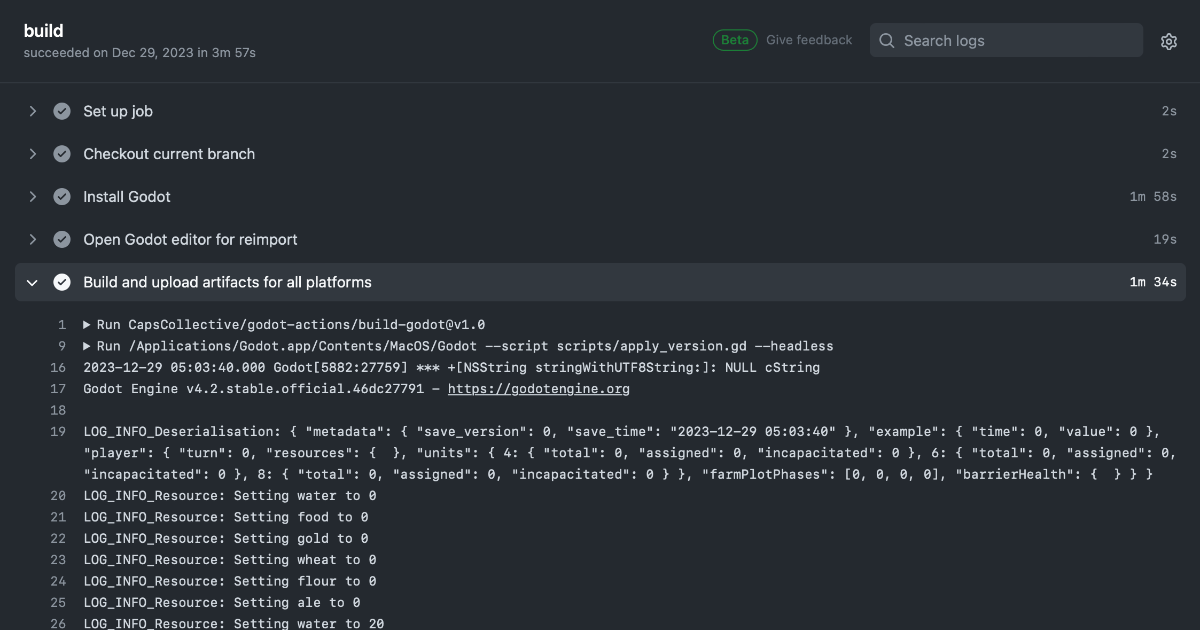 build
succeeded on Dec 29, 2023 in 3m 57s
Beta Give feedback
Search logs
Set up job 2s
Checkout current branch 2s
Install Godot 1m 58s
Open Godot editor for reimport 19s
Build and upload artifacts for all platforms 1m 34s
1 ▶ Run CapsCollective/godot-actions/build-godot@v1.0
9 ▶ Run /Applications/Godot.app/Contents/MacOS/Godot --script scripts/apply_version.gd --headless
16 2023-12-29 05:03:40.000 Godot[5882:27759] *** +[NSString stringWithUTF8String:]: NULL cString
17 Godot Engine v4.2.stable.official.46dc27791 - https://godotengine.org
18
19 LOG_INFO_Deserialisation: { "metadata": { "save_version": 0, "save_time": "2023-12-29 05:03:40" }, "example": { "time": 0, "value": 0 },
"player": { "turn": 0, "resources": {  }, "units": { 4: { "total": 0, "assigned": 0, "incapacitated": 0 }, 6: { "total": 0, "assigned": 0,
"incapacitated": 0 }, 8: { "total": 0, "assigned": 0, "incapacitated": 0 } }, "farmPlotPhases": [0, 0, 0, 0], "barrierHealth": {  } } }
20 LOG_INFO_Resource: Setting water to 0
21 LOG_INFO_Resource: Setting food to 0
22 LOG_INFO_Resource: Setting gold to 0
23 LOG_INFO_Resource: Setting wheat to 0
24 LOG_INFO_Resource: Setting flour to 0
25 LOG_INFO_Resource: Setting ale to 0
26 LOG_INFO_Resource: Setting water to 20